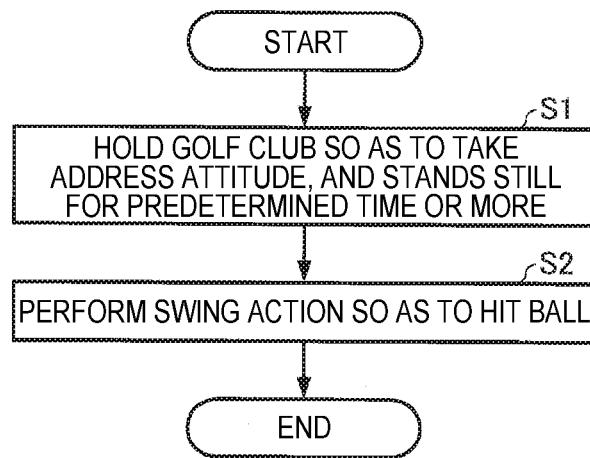 START
S1
HOLD GOLF CLUB SO AS TO TAKE
ADDRESS ATTITUDE, AND STANDS STILL
FOR PREDETERMINED TIME OR MORE
S2
PERFORM SWING ACTION SO AS TO HIT BALL
END